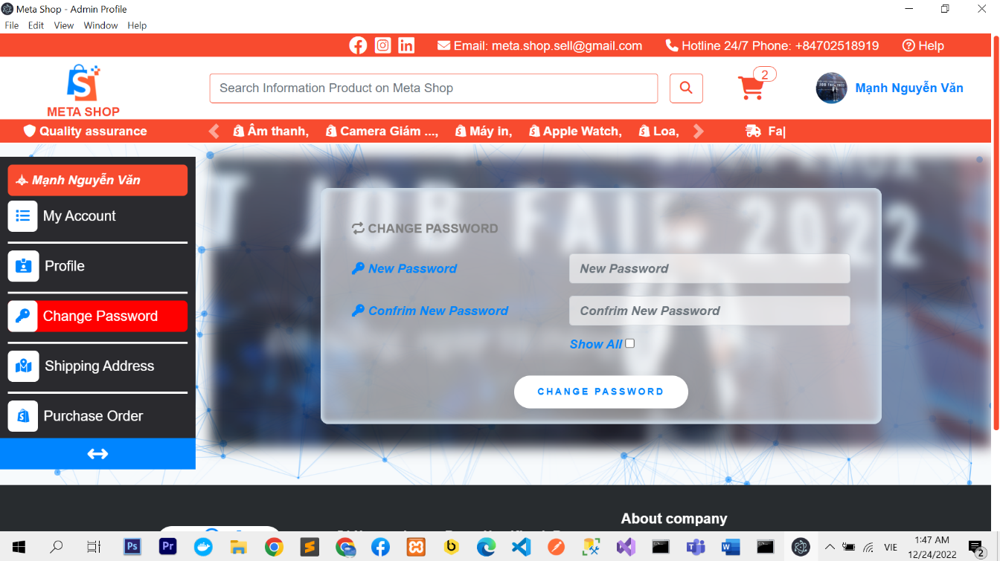 Meta Shop - Admin Profile
File Edit View Window Help
Email: meta.shop.sell@gmail.com Hotline 24/7 Phone: +84702518919 Help
META SHOP
Search Information Product on Meta Shop
2
Mạnh Nguyễn Văn
Quality assurance
Âm thanh, Camera Giám ..., Máy in, Apple Watch, Loa,
Fa|
Mạnh Nguyễn Văn
My Account
Profile
Change Password
Shipping Address
Purchase Order
JOB FAIR 2022
CHANGE PASSWORD
New Password New Password
Confrim New Password Confrim New Password
Show All
CHANGE PASSWORD
About company
VIE
1:47 AM
12/24/2022
2